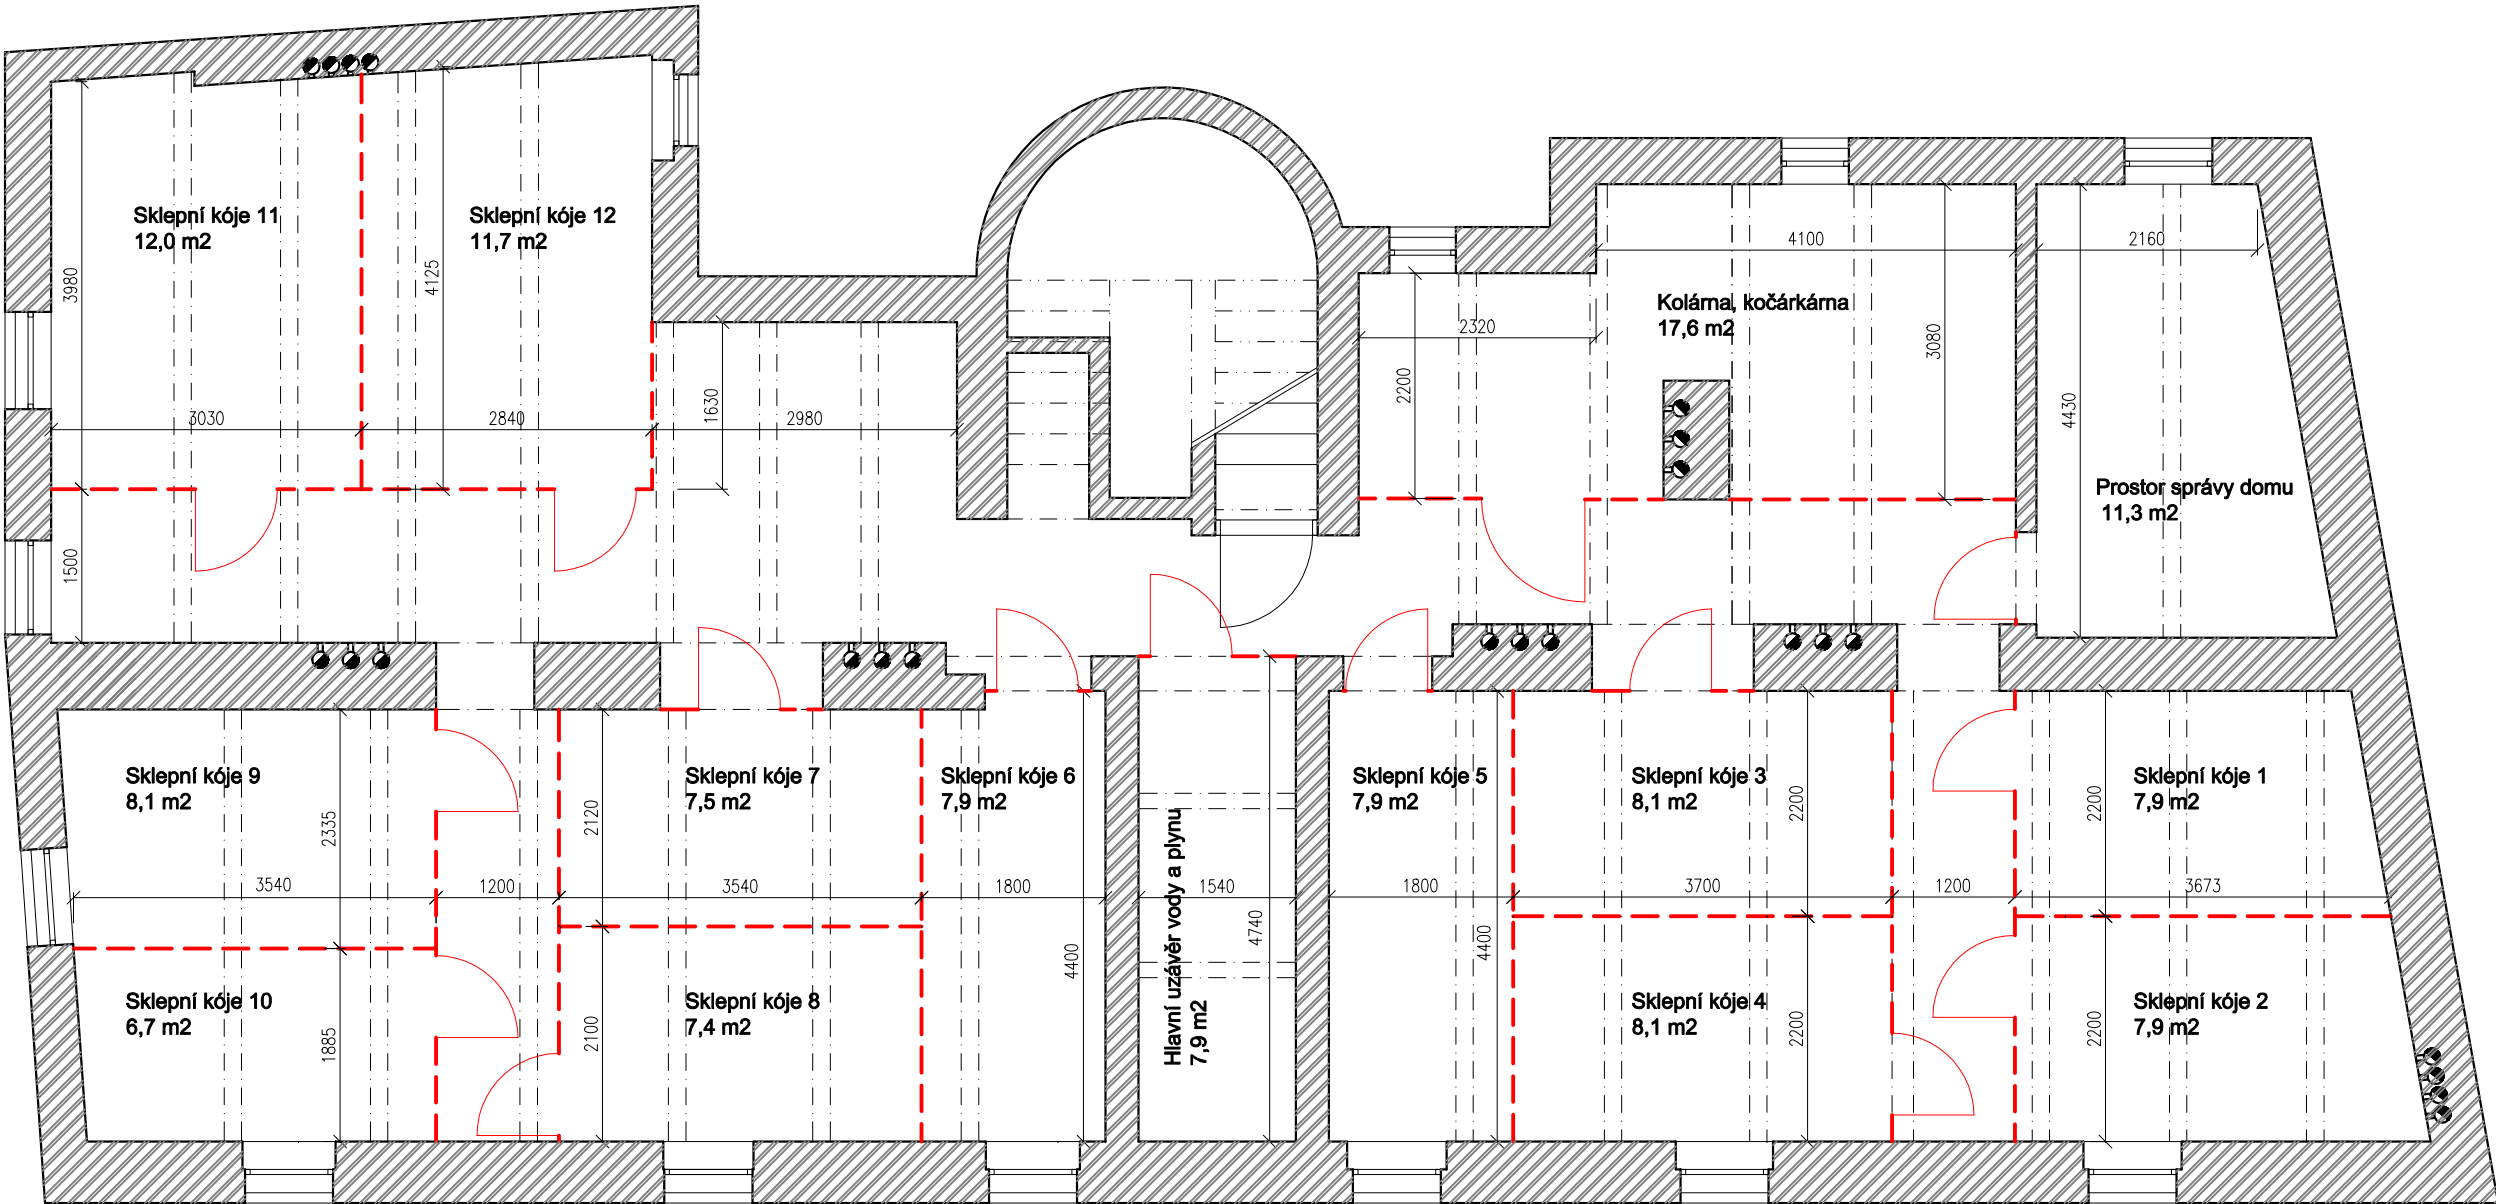 Sklepní kóje 11
12,0 m2
Sklepní kóje 12
11,7 m2
3980
4125
3030
2840
1630
2980
1500
4100
2160
Kolárna, kočárkárna
17,6 m2
2320
2200
3080
4430
Prostor správy domu
11,3 m2
Sklepní kóje 9
8,1 m2
Sklepní kóje 7
7,5 m2
Sklepní kóje 6
7,9 m2
Sklepní kóje 5
7,9 m2
Sklepní kóje 3
8,1 m2
Sklepní kóje 1
7,9 m2
2335
2120
2200
2200
3540
1200
3540
1800
1540
1800
3700
1200
3673
Hlavní uzávěr vody a plynu
7,9 m2
4400
4740
4400
Sklepní kóje 10
6,7 m2
Sklepní kóje 8
7,4 m2
Sklepní kóje 4
8,1 m2
Sklepní kóje 2
7,9 m2
1885
2100
2200
2200